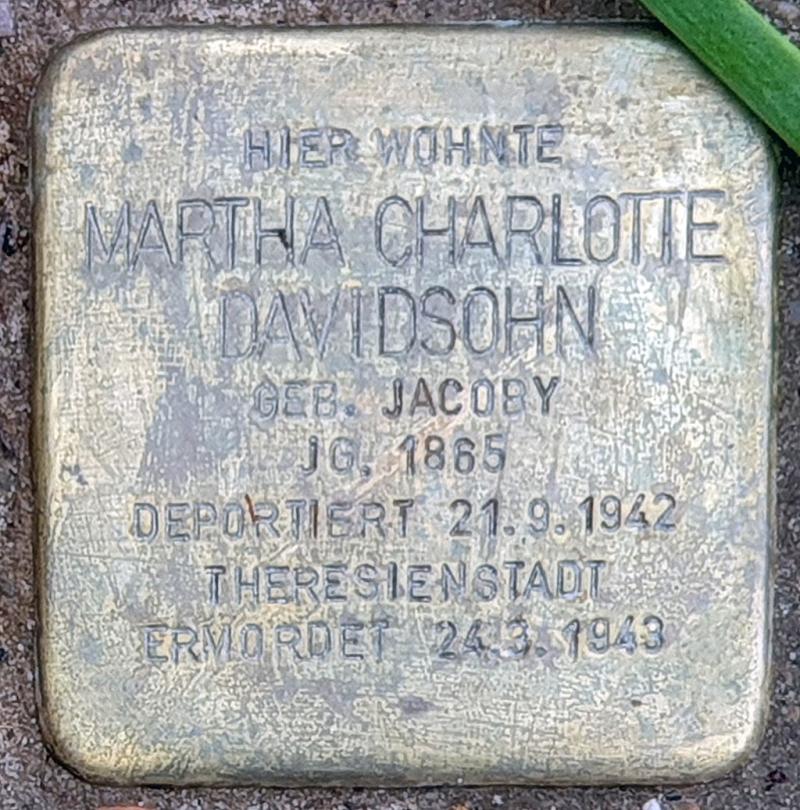 HIER WOHNTE
MARTHA CHARLOTTE
DAVIDSOHN
GEB. JACOBY
JG. 1865
DEPORTIERT 21.9.1942
THERESIENSTADT
ERMORDET 24.3.1943